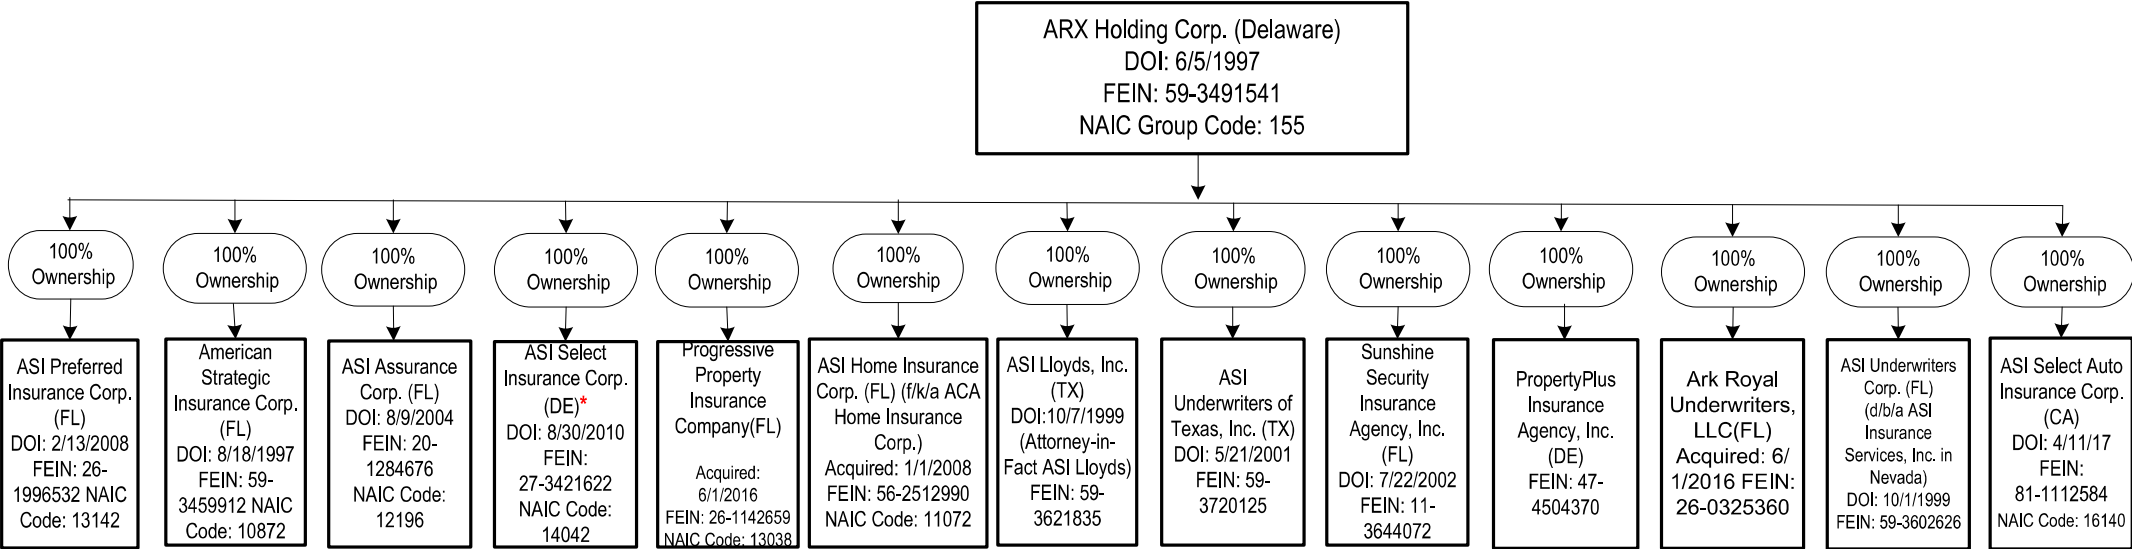 ARX Holding Corp. (Delaware)
DOI: 6/5/1997
FEIN: 59-3491541
NAIC Group Code: 155
100%
Ownership
100%
Ownership
100%
Ownership
100%
Ownership
100%
Ownership
100%
Ownership
100%
Ownership
100%
Ownership
100%
Ownership
100%
Ownership
100%
Ownership
100%
Ownership
100%
Ownership
ASI Preferred
Insurance Corp.
(FL)
DOI: 2/13/2008
FEIN: 26-
1996532 NAIC
Code: 13142
American
Strategic
Insurance Corp.
(FL)
DOI: 8/18/1997
FEIN: 59-
3459912 NAIC
Code: 10872
ASI Assurance
Corp. (FL)
DOI: 8/9/2004
FEIN: 20-
1284676
NAIC Code:
12196
ASI Select
Insurance Corp.
(DE)*
DOI: 8/30/2010
FEIN:
27-3421622
NAIC Code:
14042
Progressive
Property
Insurance
Company(FL)
Acquired:
6/1/2016
FEIN: 26-1142659
NAIC Code: 13038
ASI Home Insurance
Corp. (FL) (f/k/a ACA
Home Insurance
Corp.)
Acquired: 1/1/2008
FEIN: 56-2512990
NAIC Code: 11072
ASI Lloyds, Inc.
(TX)
DOI:10/7/1999
(Attorney-in-
Fact ASI Lloyds)
FEIN: 59-
3621835
ASI
Underwriters of
Texas, Inc. (TX)
DOI: 5/21/2001
FEIN: 59-
3720125
Sunshine
Security
Insurance
Agency, Inc.
(FL)
DOI: 7/22/2002
FEIN: 11-
3644072
PropertyPlus
Insurance
Agency, Inc.
(DE)
FEIN: 47-
4504370
Ark Royal
Underwriters,
LLC(FL)
Acquired: 6/
1/2016 FEIN:
26-0325360
ASI Underwriters
Corp. (FL)
(d/b/a ASI
Insurance
Services, Inc. in
Nevada)
DOI: 10/1/1999
FEIN: 59-3602626
ASI Select Auto
Insurance Corp.
(CA)
DOI: 4/11/17
FEIN:
81-1112584
NAIC Code: 16140